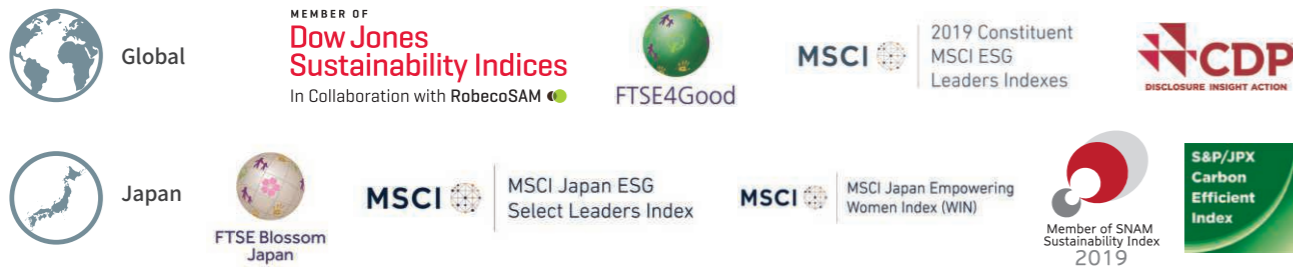 Global
MEMBER OF
Dow Jones
Sustainability Indices
In Collaboration with RobecoSAM
FTSE4Good
MSCI
2019 Constituent
MSCI ESG
Leaders Indexes
CDP
DISCLOSURE INSIGHT ACTION
Japan
FTSE Blossom
Japan
MSCI
MSCI Japan ESG
Select Leaders Index
MSCI
MSCI Japan Empowering
Women Index (WIN)
Member of SNAM
Sustainability Index
2019
S&P/JPX
Carbon
Efficient
Index